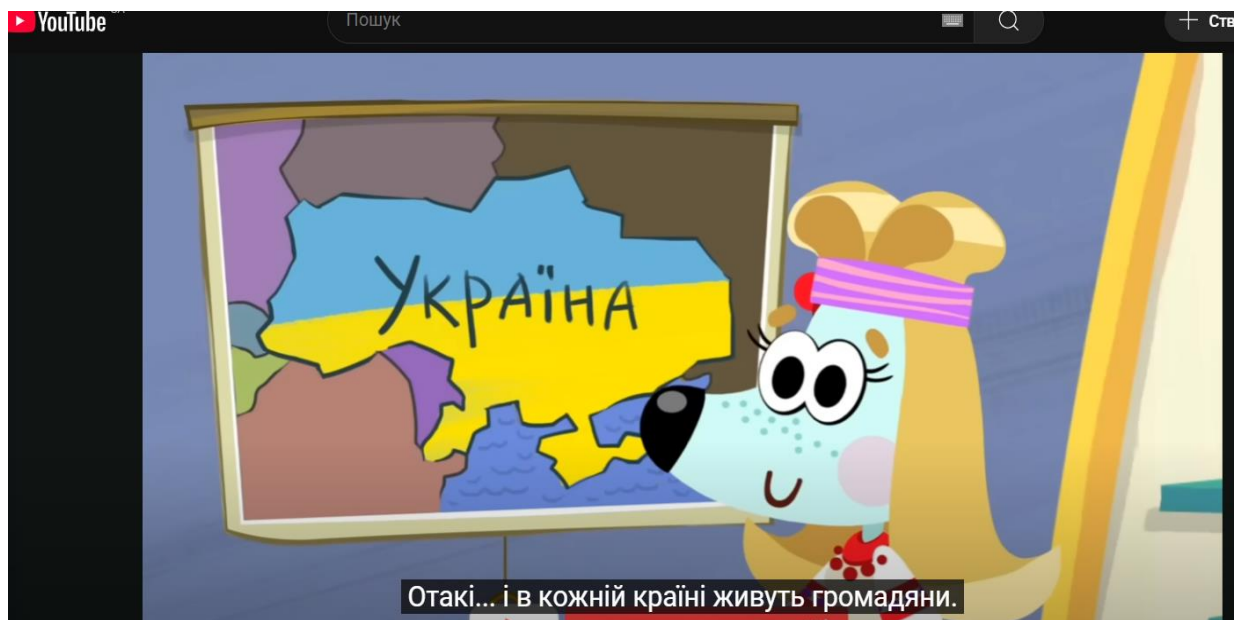 YouTube
Пошук
Ств
Україна
Отакі... і в кожній країні живуть громадяни.